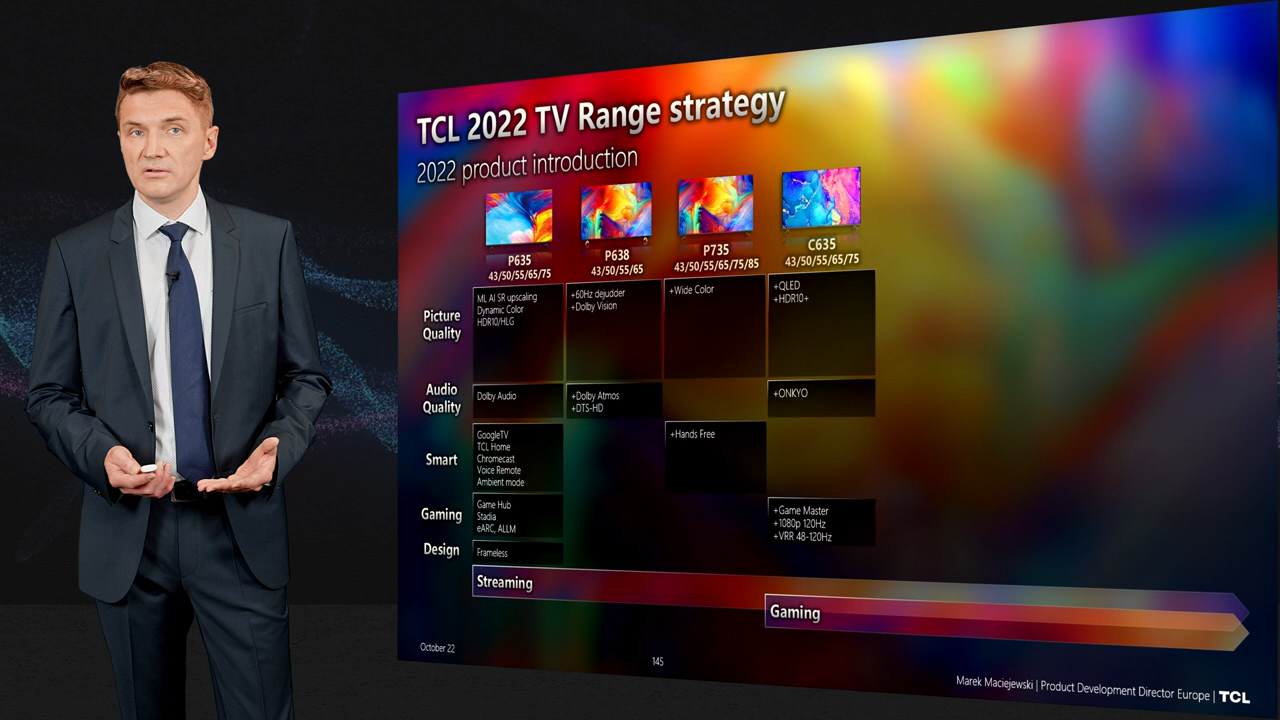 TCL 2022 TV Range strategy
2022 product introduction
P635
43/50/55/65/75
P638
43/50/55/65
P735
43/50/55/65/75/85
C635
43/50/55/65/75
Picture
Quality
ML AI SR upscaling
Dynamic Color
HDR10/HLG
+60Hz dejudder
+Dolby Vision
+Wide Color
+QLED
+HDR10+
Audio
Quality
Dolby Audio
+Dolby Atmos
+DTS-HD
+ONKYO
Smart
GoogleTV
TCL Home
Chromecast
Voice Remote
Ambient mode
+Hands Free
Gaming
Game Hub
Stadia
eARC, ALLM
+Game Master
+1080p 120Hz
+VRR 48-120Hz
Design
Frameless
Streaming
Gaming
October 22
145
Marek Maciejewski | Product Development Director Europe | TCL